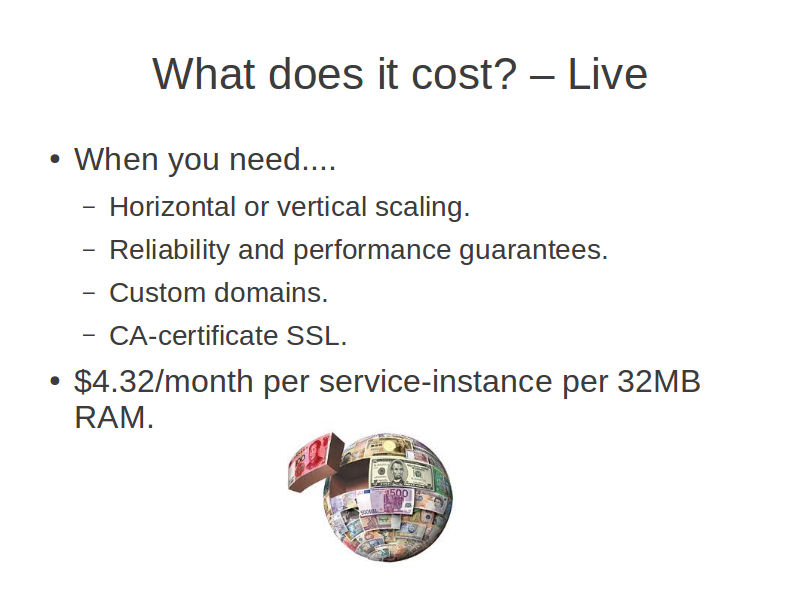 What does it cost? – Live
• When you need....
– Horizontal or vertical scaling.
– Reliability and performance guarantees.
– Custom domains.
– CA-certificate SSL.
• $4.32/month per service-instance per 32MB
RAM.
500